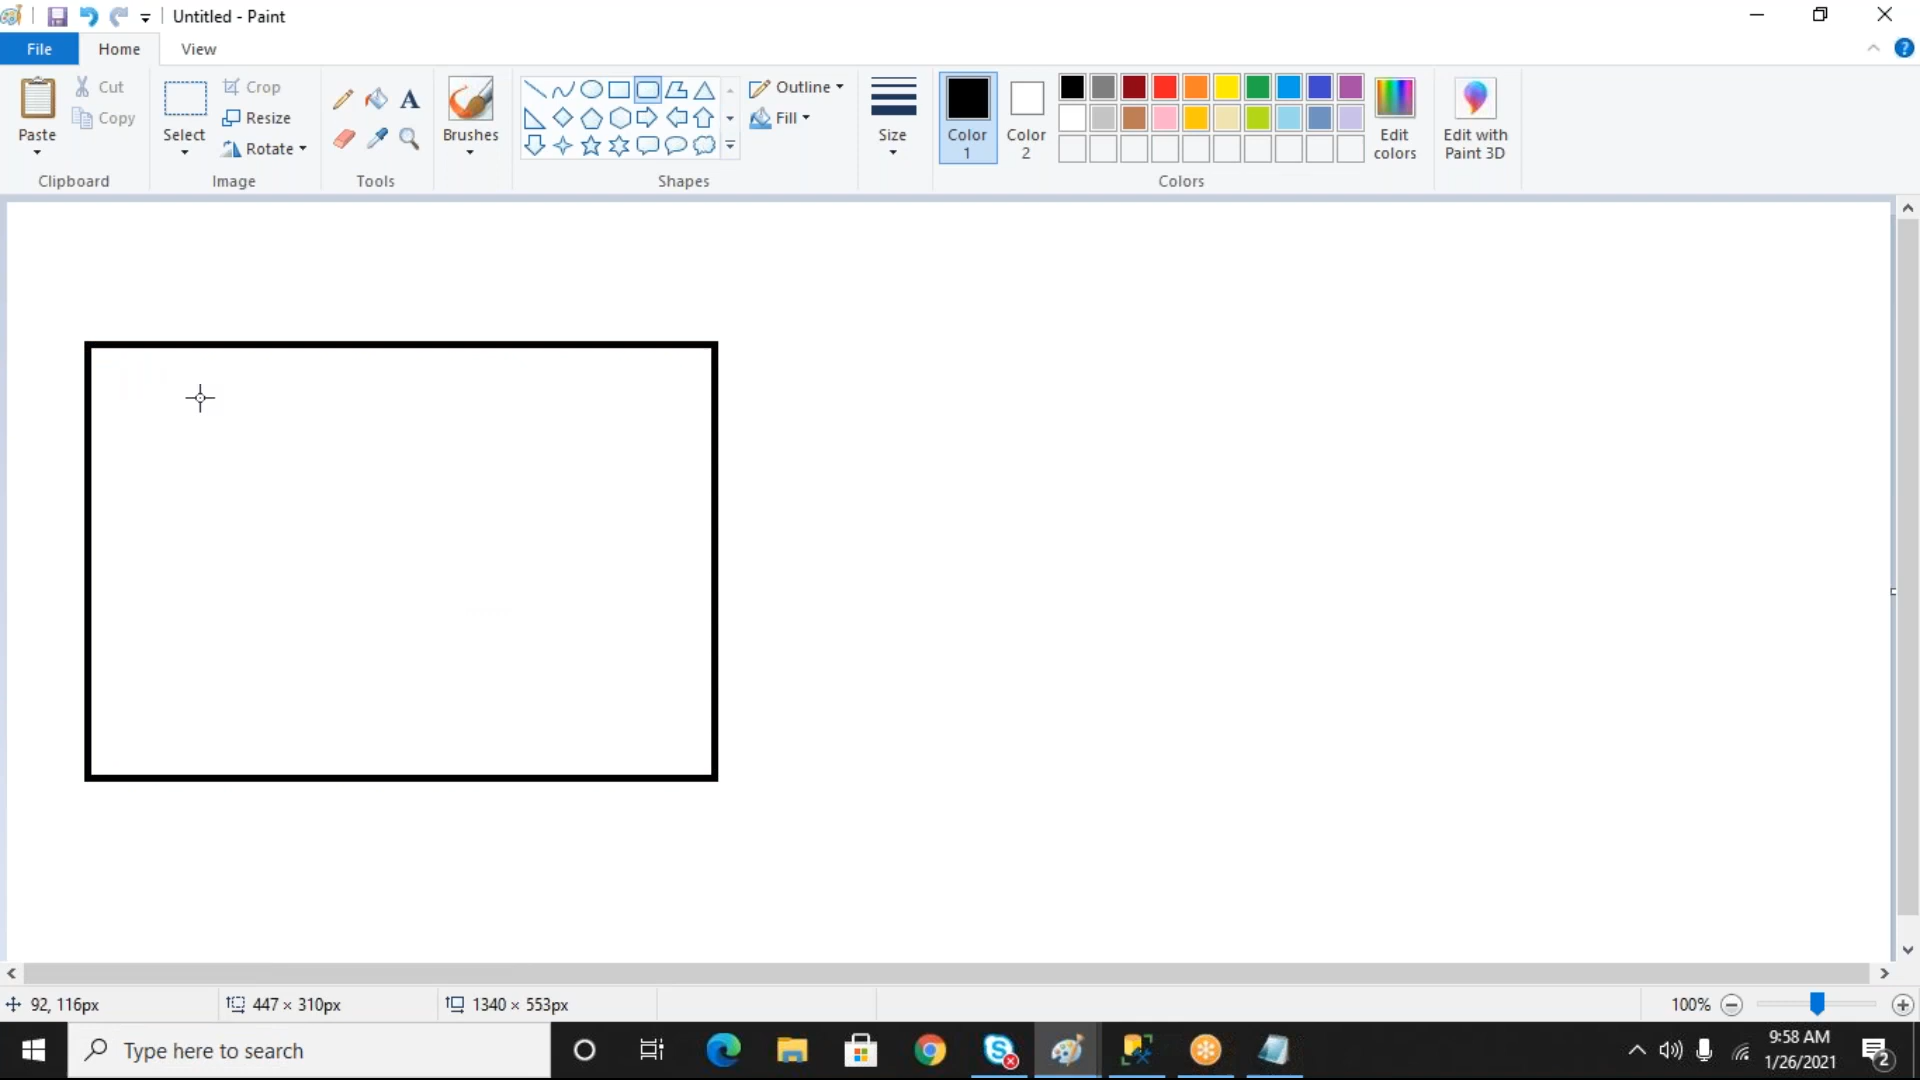 Untitled - Paint
File Home View
Paste Cut Copy
Clipboard
Select Crop Resize Rotate
Image
A
Tools
Brushes
Outline
Fill
Shapes
Size
Color 1
Color 2
Edit colors
Colors
Edit with Paint 3D
92, 116px
447 × 310px
1340 × 553px
100%
Type here to search
9:58 AM
1/26/2021
2